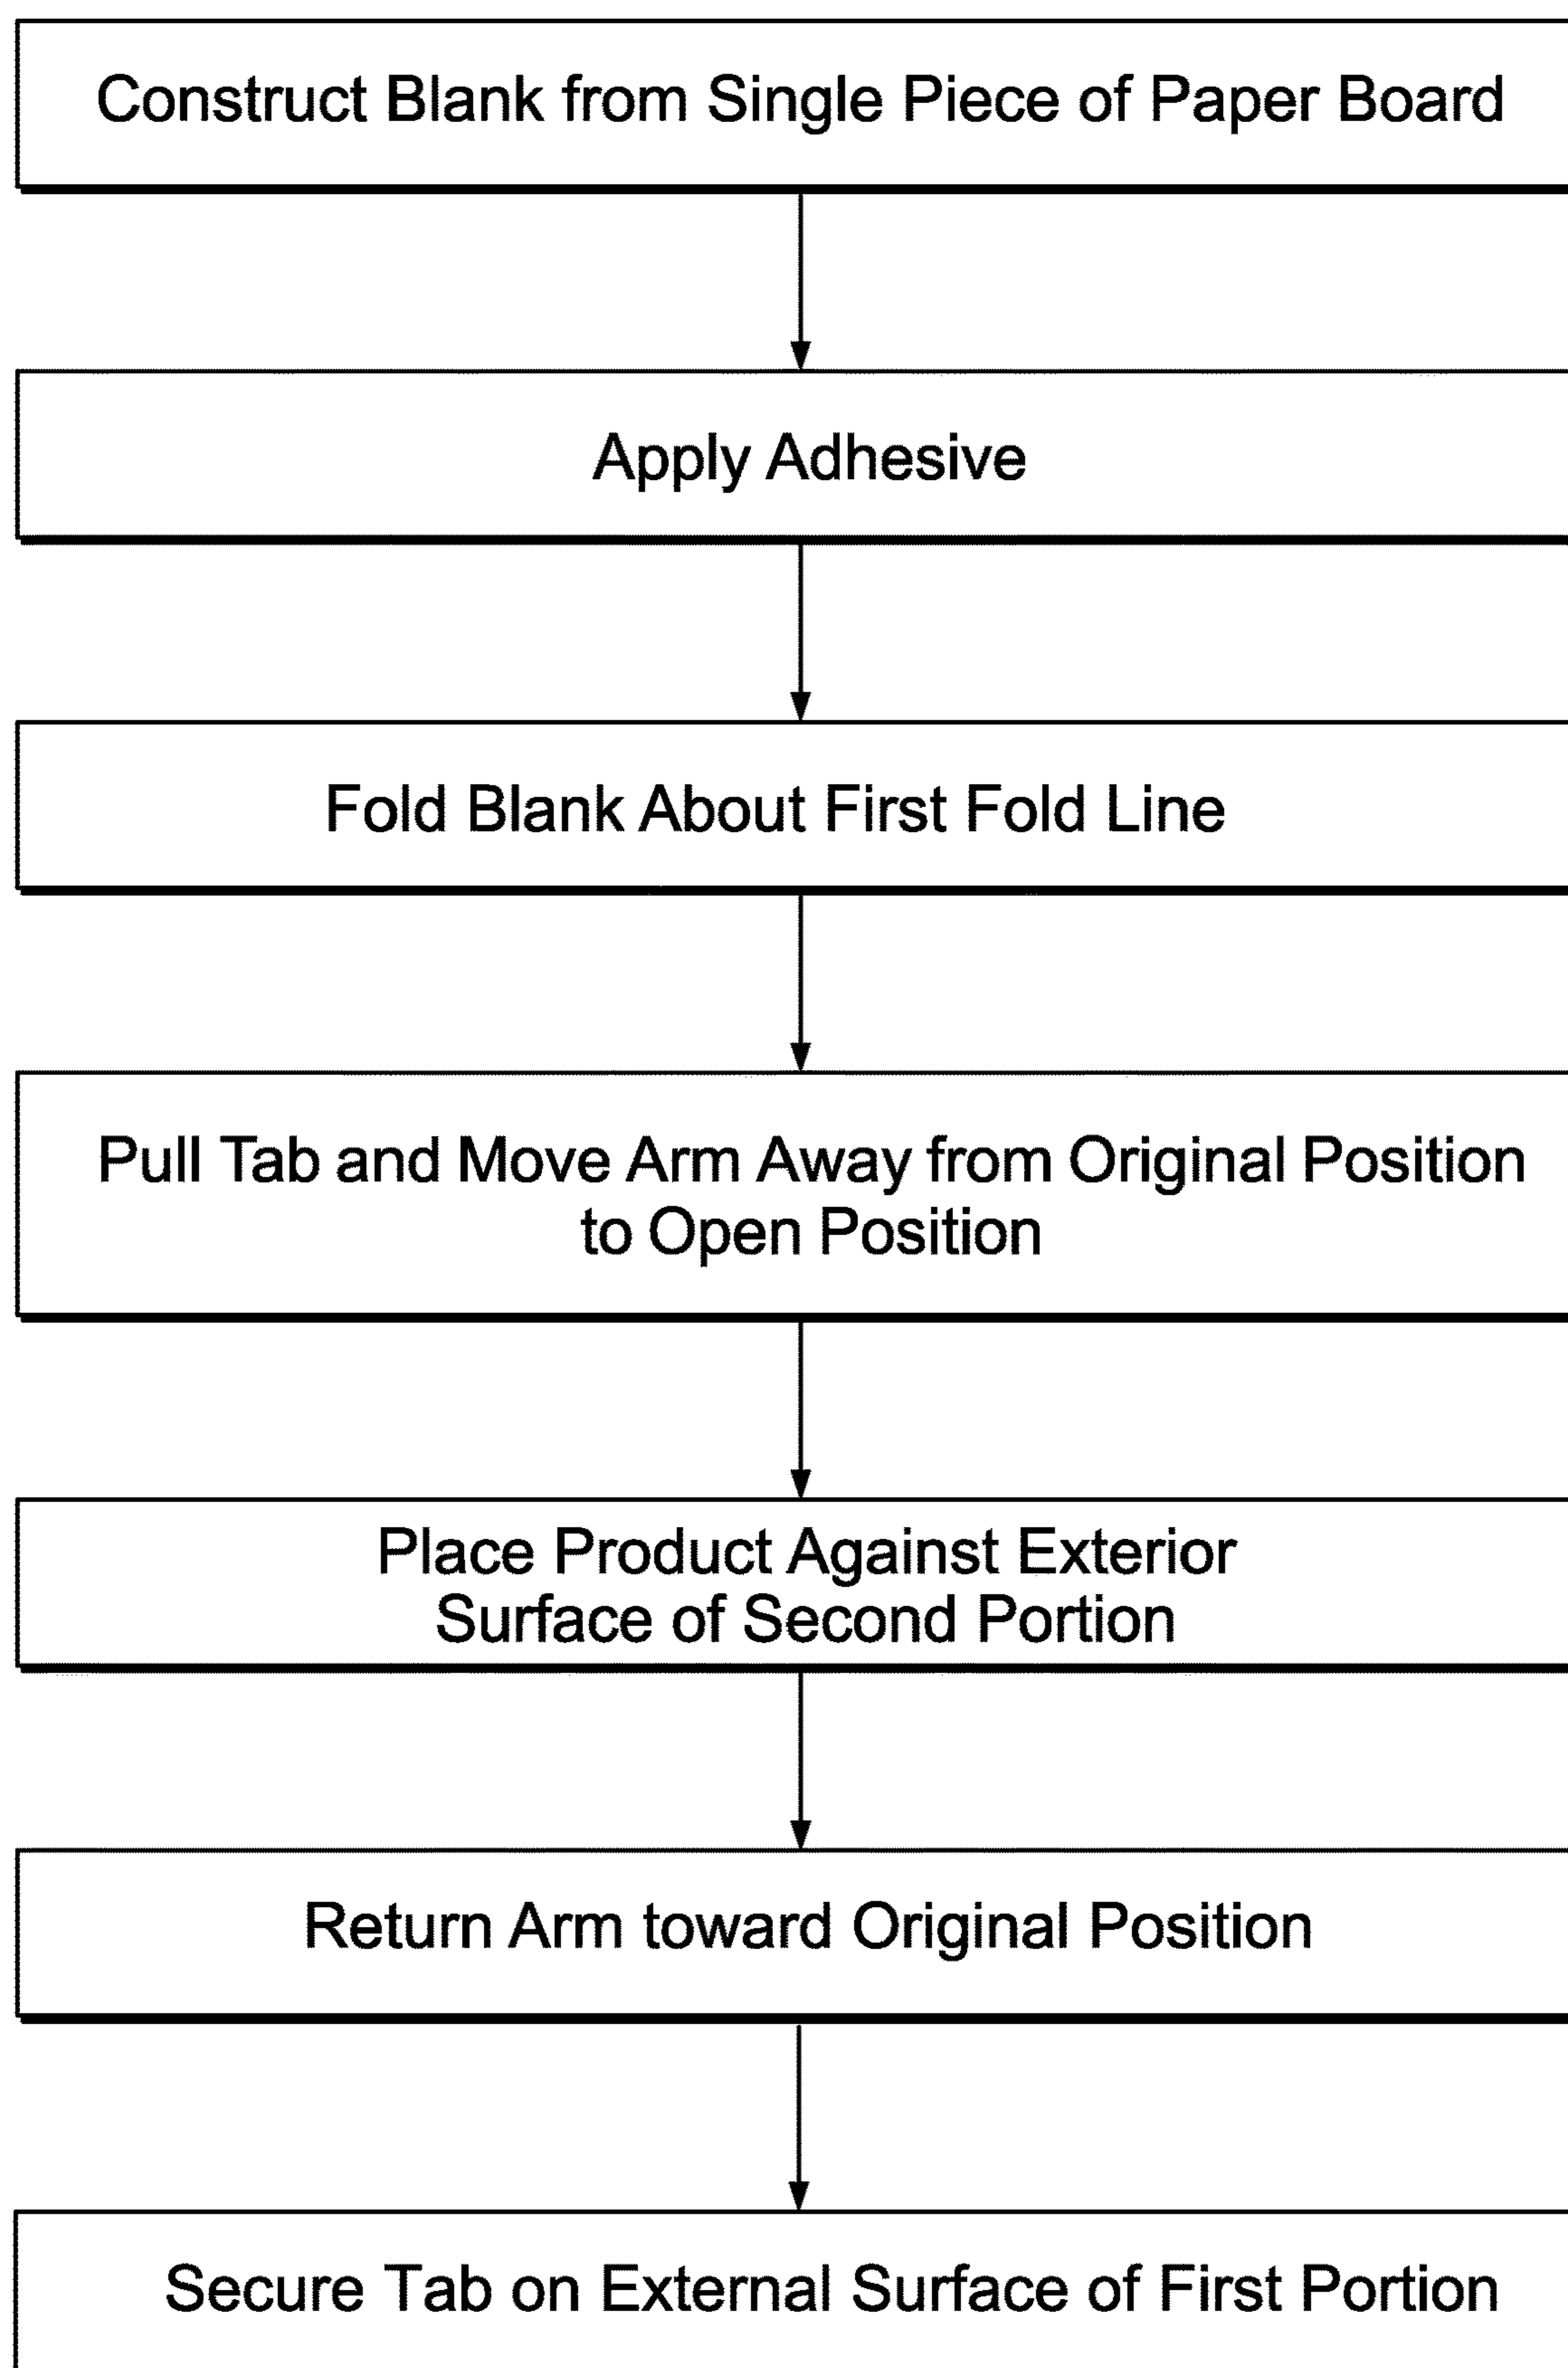 Construct Blank from Single Piece of Paper Board
Apply Adhesive
Fold Blank About First Fold Line
Pull Tab and Move Arm Away from Original Position
to Open Position
Place Product Against Exterior
Surface of Second Portion
Return Arm toward Original Position
Secure Tab on External Surface of First Portion